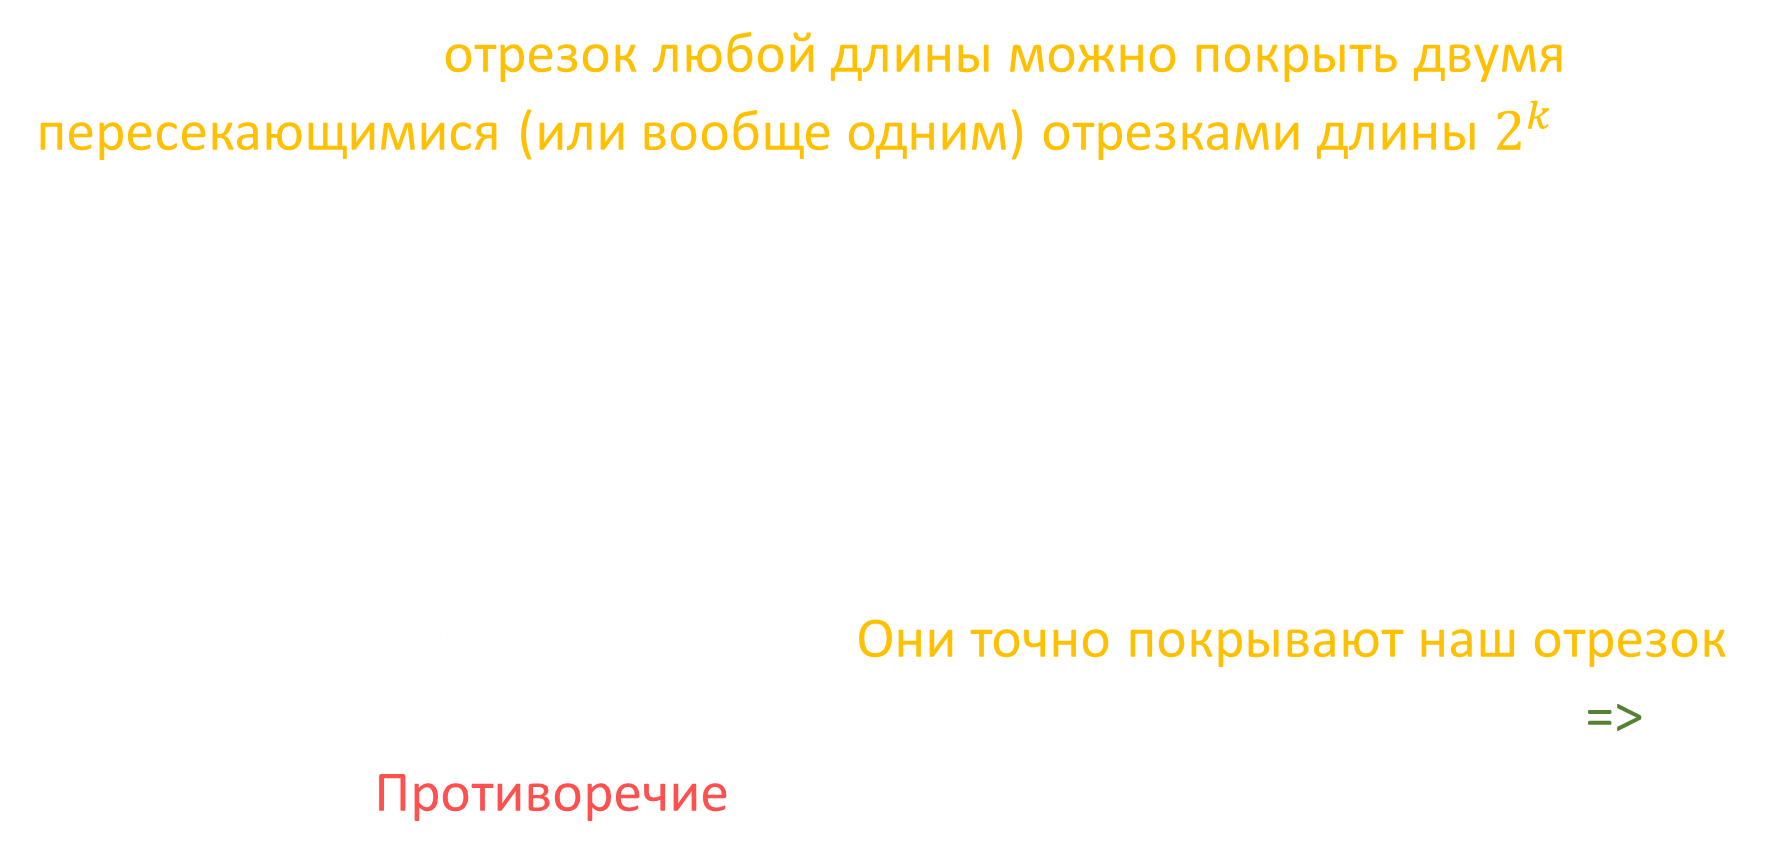 отрезок любой длины можно покрыть двумя
пересекающимися (или вообще одним) отрезками длины 2^k
Они точно покрывают наш отрезок
=>
Противоречие